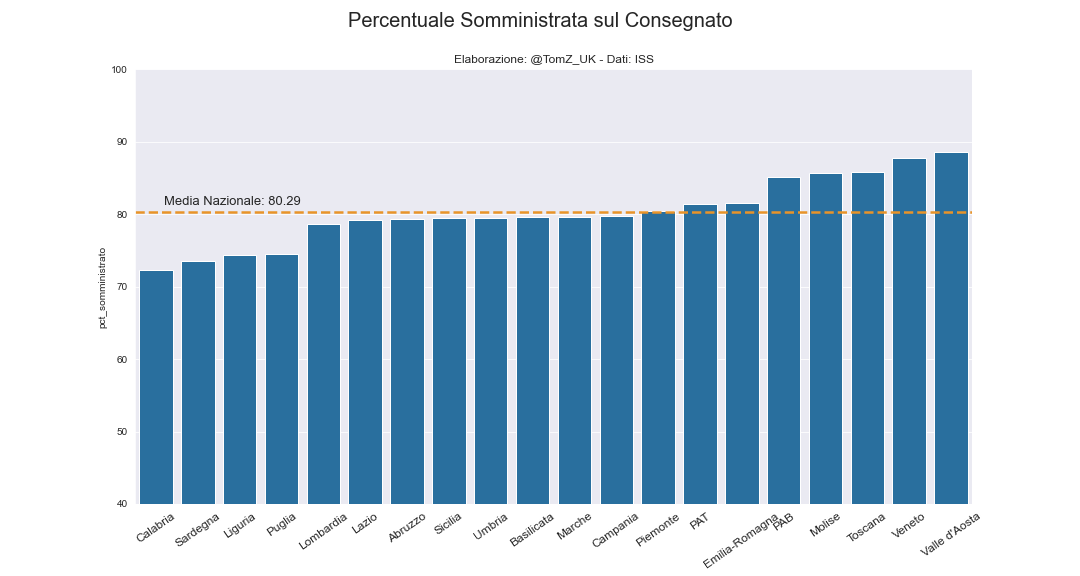 Percentuale Somministrata sul Consegnato
Elaborazione: @TomZ_UK - Dati: ISS
100
90
80
70
60
50
40
pct_somministrato
Media Nazionale: 80.29
Calabria
Sardegna
Liguria
Puglia
Lombardia
Lazio
Abruzzo
Sicilia
Umbria
Basilicata
Marche
Campania
Piemonte
PAT
Emilia-Romagna
PAB
Molise
Toscana
Veneto
Valle d'Aosta